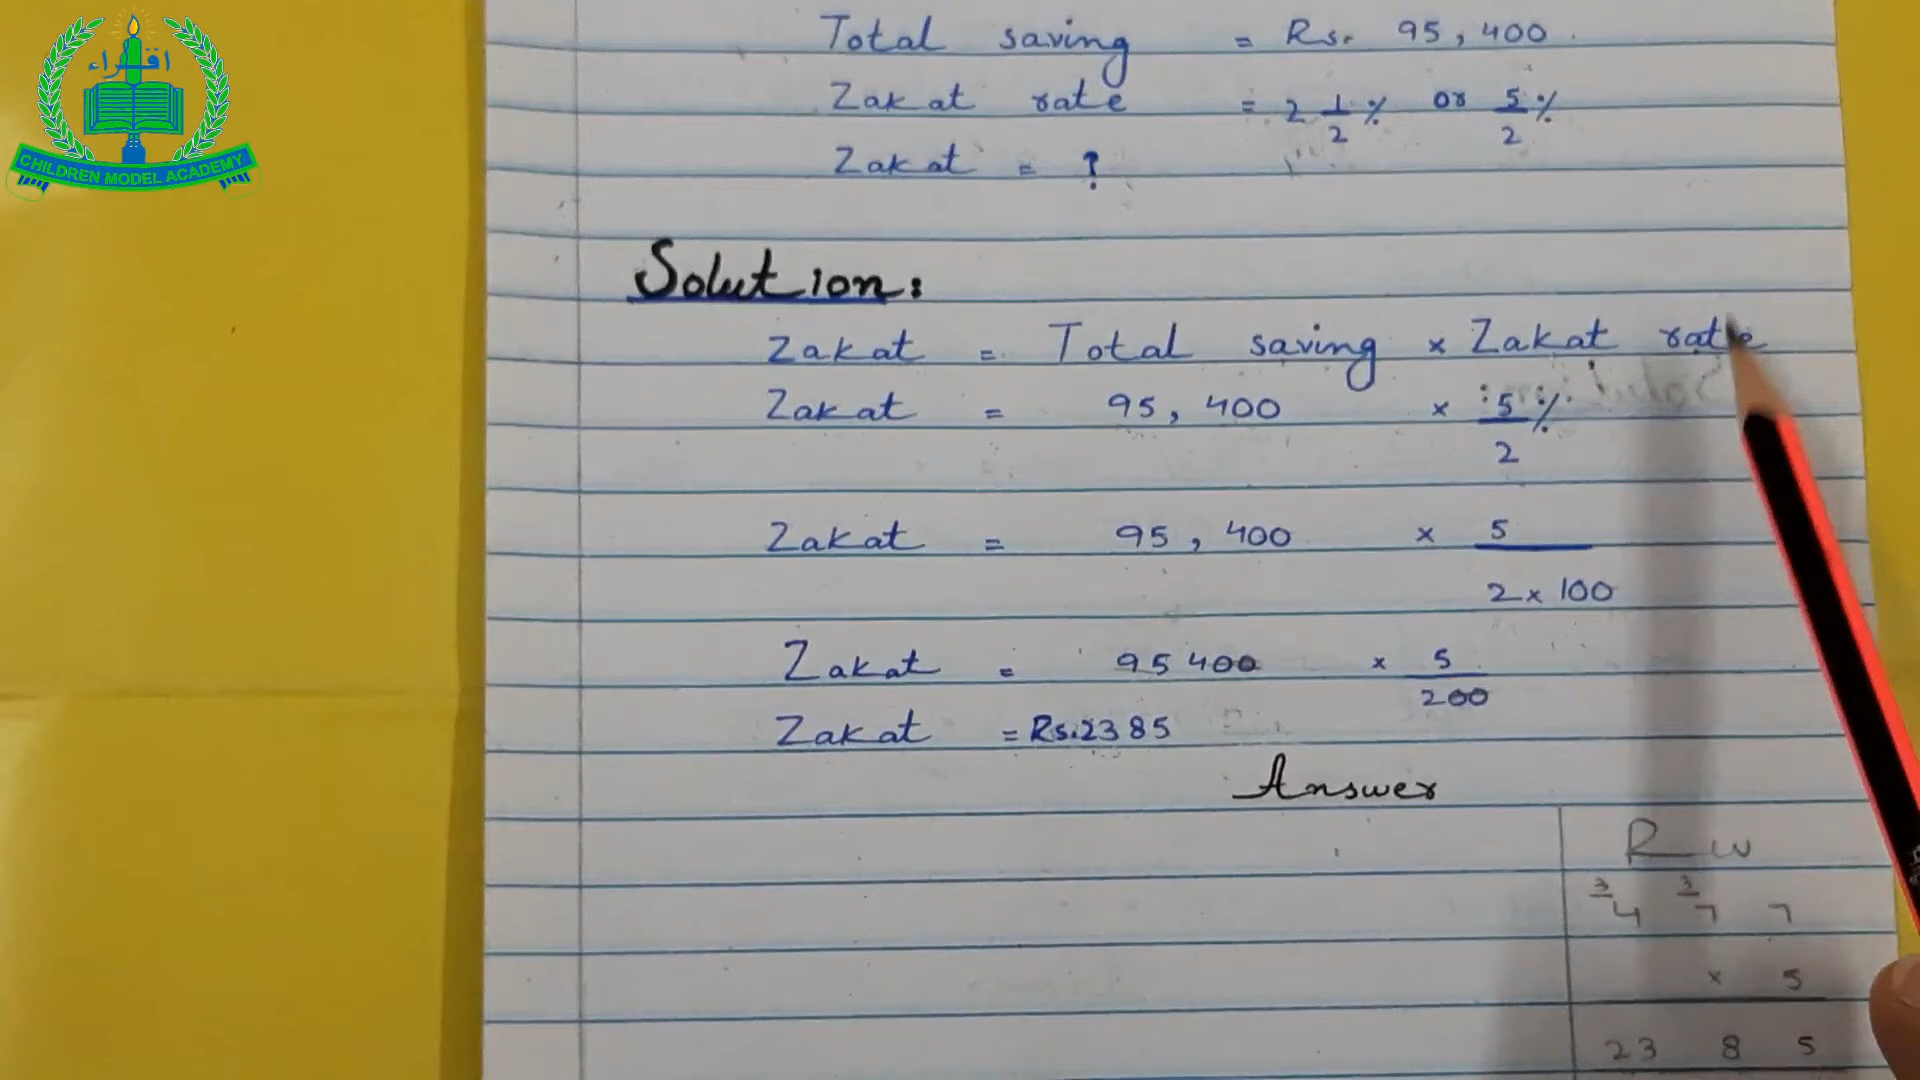 اقراء
CHILDREN MODEL ACADEMY
Total saving = Rs. 95,400.
Zakat rate = 2 1/2 % or 5/2 %
Zakat = ?
Solution:
Zakat = Total saving × Zakat rate
Zakat = 95,400 × 5/2 %
Zakat = 95,400 × 5/(2×100)
Zakat = 95400 × 5/200
Zakat = Rs.2385
Answer
R W
3 3
4 7 7
× 5
23 8 5